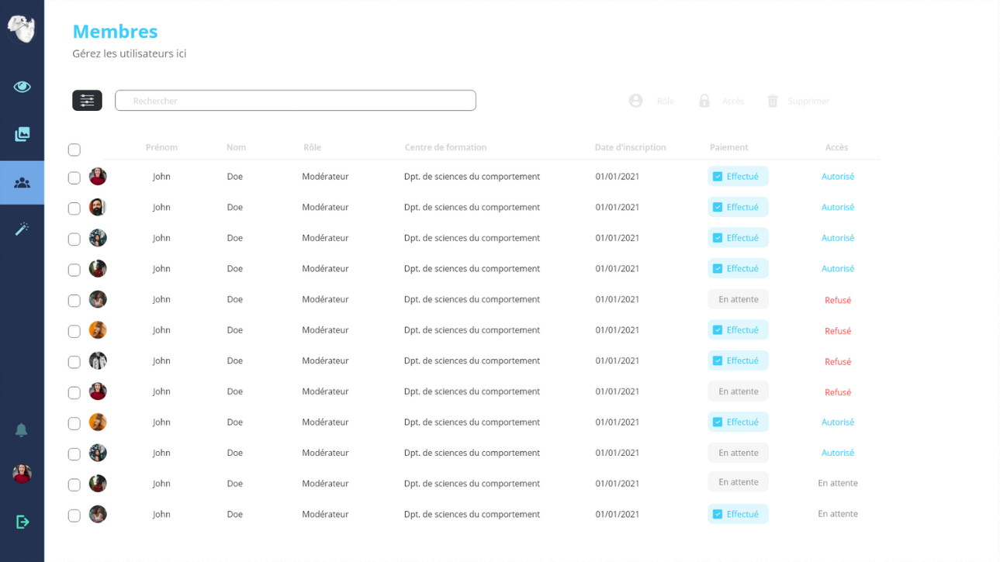 Membres
Gérez les utilisateurs ici
Rechercher Rôle Accès Supprimer
Prénom Nom Rôle Centre de formation Date d'inscription Paiement Accès
John Doe Modérateur Dpt. de sciences du comportement 01/01/2021 Effectué Autorisé
John Doe Modérateur Dpt. de sciences du comportement 01/01/2021 Effectué Autorisé
John Doe Modérateur Dpt. de sciences du comportement 01/01/2021 Effectué Autorisé
John Doe Modérateur Dpt. de sciences du comportement 01/01/2021 Effectué Autorisé
John Doe Modérateur Dpt. de sciences du comportement 01/01/2021 En attente Refusé
John Doe Modérateur Dpt. de sciences du comportement 01/01/2021 Effectué Refusé
John Doe Modérateur Dpt. de sciences du comportement 01/01/2021 Effectué Refusé
John Doe Modérateur Dpt. de sciences du comportement 01/01/2021 En attente Refusé
John Doe Modérateur Dpt. de sciences du comportement 01/01/2021 Effectué Autorisé
John Doe Modérateur Dpt. de sciences du comportement 01/01/2021 En attente Autorisé
John Doe Modérateur Dpt. de sciences du comportement 01/01/2021 En attente En attente
John Doe Modérateur Dpt. de sciences du comportement 01/01/2021 Effectué En attente